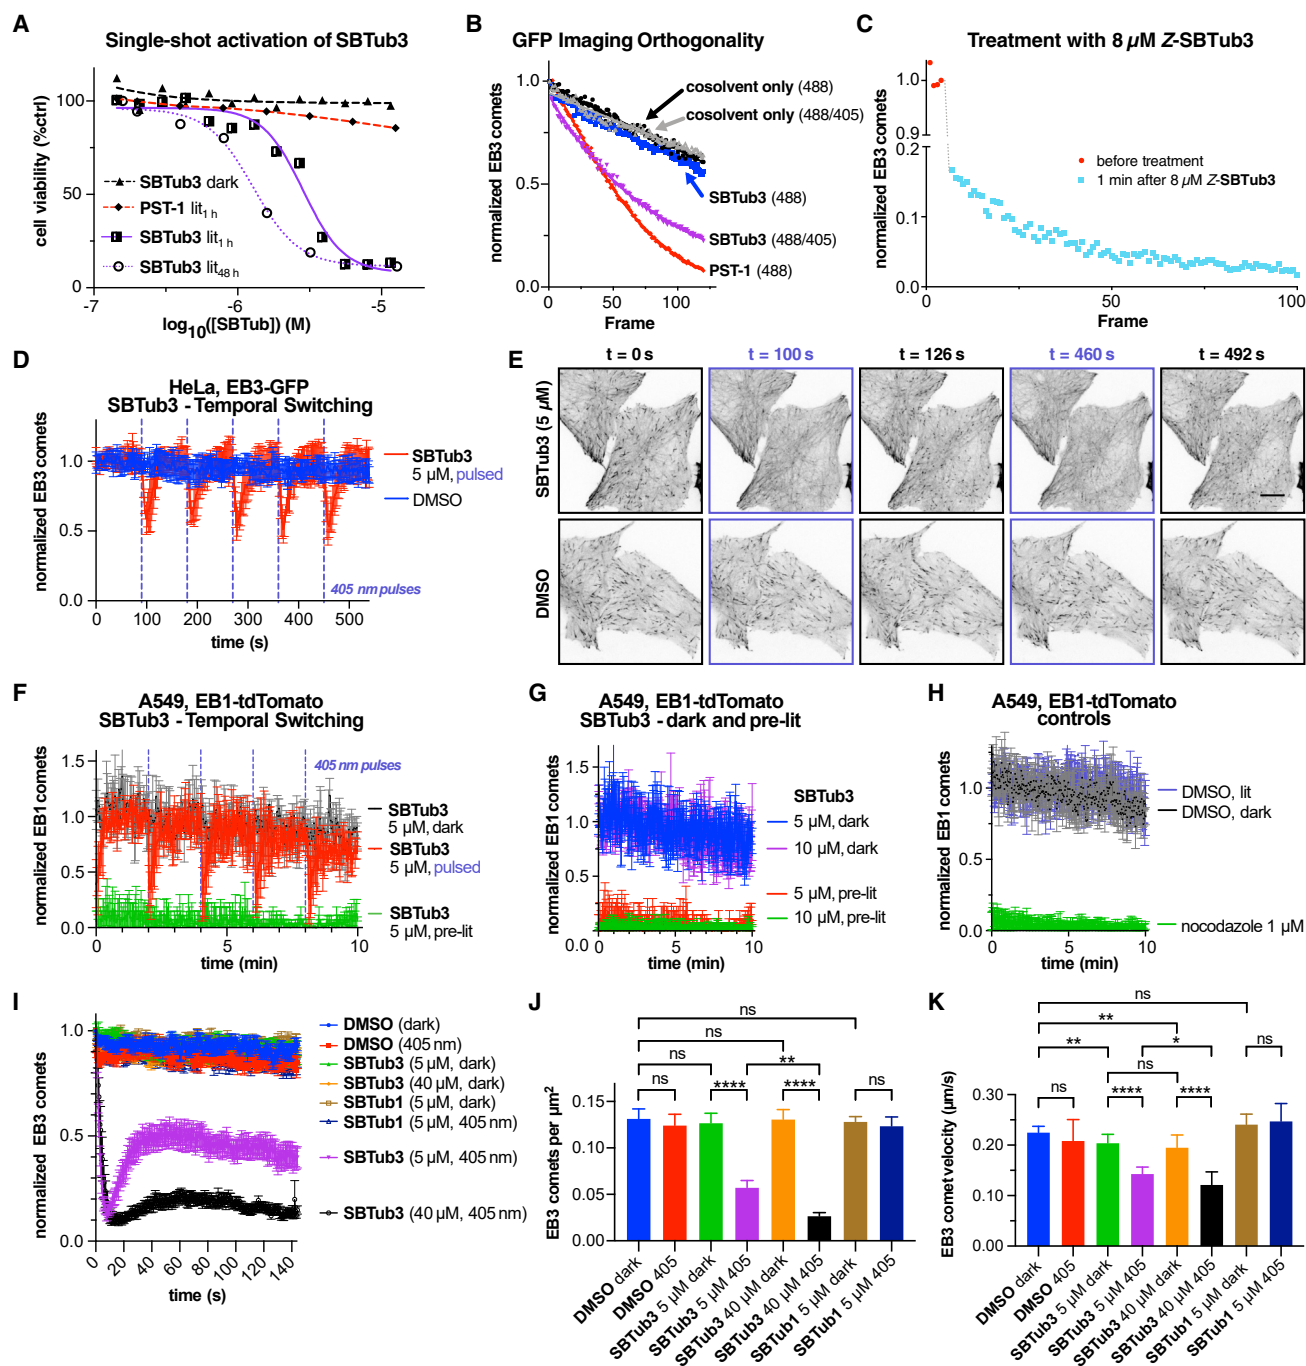 A
Single-shot activation of SBTub3
cell viability (%ctrl)
100
50
0
SBTub3 dark
PST-1 lit1 h
SBTub3 lit1 h
SBTub3 lit48 h
-7
-6
-5
log10([SBTub]) (M)
B
GFP Imaging Orthogonality
normalized EB3 comets
1.0
0.5
0.0
cosolvent only (488)
cosolvent only (488/405)
SBTub3 (488)
SBTub3 (488/405)
PST-1 (488)
0
50
100
Frame
C
Treatment with 8 µM Z-SBTub3
normalized EB3 comets
1.0
0.9
0.2
0.1
0.0
before treatment
1 min after 8 µM Z-SBTub3
0
50
100
Frame
D
HeLa, EB3-GFP
SBTub3 - Temporal Switching
normalized EB3 comets
1.0
0.5
0.0
SBTub3
5 µM, pulsed
DMSO
405 nm pulses
0
100
200
300
400
500
time (s)
E
t = 0 s
t = 100 s
t = 126 s
t = 460 s
t = 492 s
SBTub3 (5 µM)
DMSO
F
A549, EB1-tdTomato
SBTub3 - Temporal Switching
normalized EB1 comets
1.5
1.0
0.5
0.0
405 nm pulses
SBTub3
5 µM, dark
SBTub3
5 µM, pulsed
SBTub3
5 µM, pre-lit
0
5
10
time (min)
G
A549, EB1-tdTomato
SBTub3 - dark and pre-lit
normalized EB1 comets
1.5
1.0
0.5
0.0
SBTub3
5 µM, dark
10 µM, dark
5 µM, pre-lit
10 µM, pre-lit
0
5
10
time (min)
H
A549, EB1-tdTomato
controls
normalized EB1 comets
1.0
0.5
0.0
DMSO, lit
DMSO, dark
nocodazole 1 µM
0
5
10
time (min)
I
normalized EB3 comets
1.0
0.5
0.0
DMSO (dark)
DMSO (405 nm)
SBTub3 (5 µM, dark)
SBTub3 (40 µM, dark)
SBTub1 (5 µM, dark)
SBTub1 (5 µM, 405 nm)
SBTub3 (5 µM, 405 nm)
SBTub3 (40 µM, 405 nm)
0
20
40
60
80
100
120
140
time (s)
J
EB3 comets per µm²
0.15
0.10
0.05
0.00
ns
ns
ns
**
ns
****
****
ns
DMSO dark
DMSO 405
SBTub3 5 µM dark
SBTub3 5 µM 405
SBTub3 40 µM dark
SBTub3 40 µM 405
SBTub1 5 µM dark
SBTub1 5 µM 405
K
EB3 comet velocity (µm/s)
0.30
0.20
0.10
0.00
ns
**
**
*
ns
ns
****
****
ns
DMSO dark
DMSO 405
SBTub3 5 µM dark
SBTub3 5 µM 405
SBTub3 40 µM dark
SBTub3 40 µM 405
SBTub1 5 µM dark
SBTub1 5 µM 405